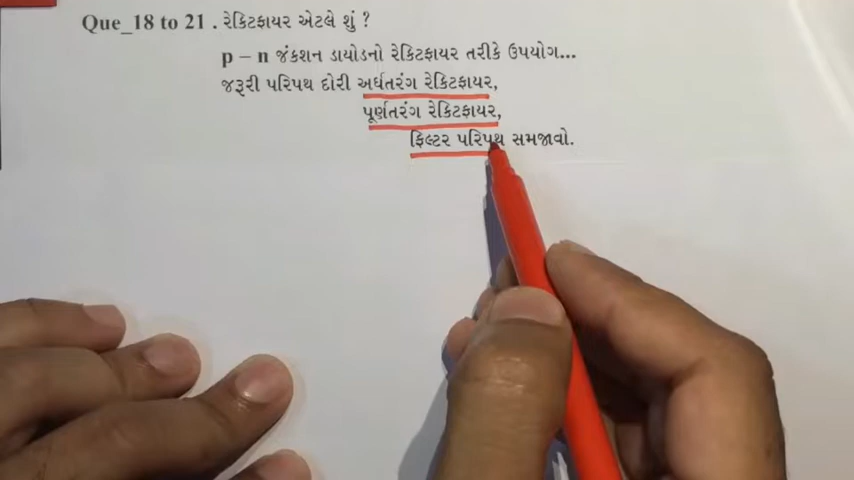 Que_18 to 21 . રેક્ટિફાયર એટલે શું ?
p – n જંકશન ડાયોડનો રેક્ટિફાયર તરીકે ઉપયોગ...
જરૂરી પરિપથ દોરી અર્ધતરંગ રેક્ટિફાયર,
પૂર્ણતરંગ રેક્ટિફાયર,
ફિલ્ટર પરિપથ સમજાવો.